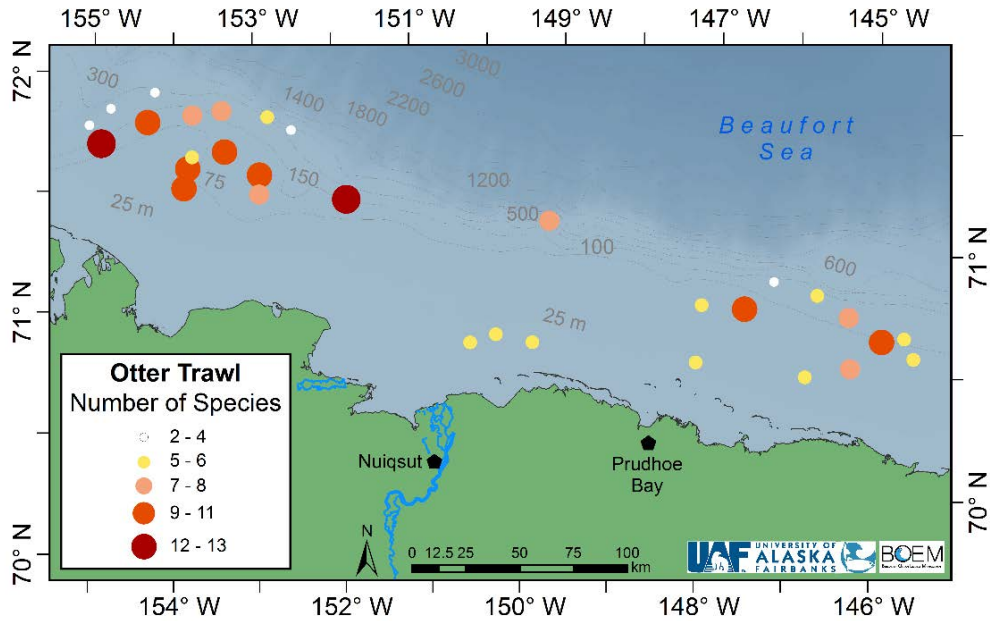 155° W 153° W 151° W 149° W 147° W 145° W
72° N
300
3000
2600
1400
2200
1800
Beaufort
Sea
75
150
1200
25 m
500
100
71° N
600
71° N
25 m
Otter Trawl
Number of Species
2 - 4
5 - 6
7 - 8
9 - 11
12 - 13
Nuiqsut
Prudhoe
Bay
70° N
N
0 12.5 25 50 75 100
km
UAF UNIVERSITY OF
ALASKA
FAIRBANKS
BOEM
70° N
154° W 152° W 150° W 148° W 146° W